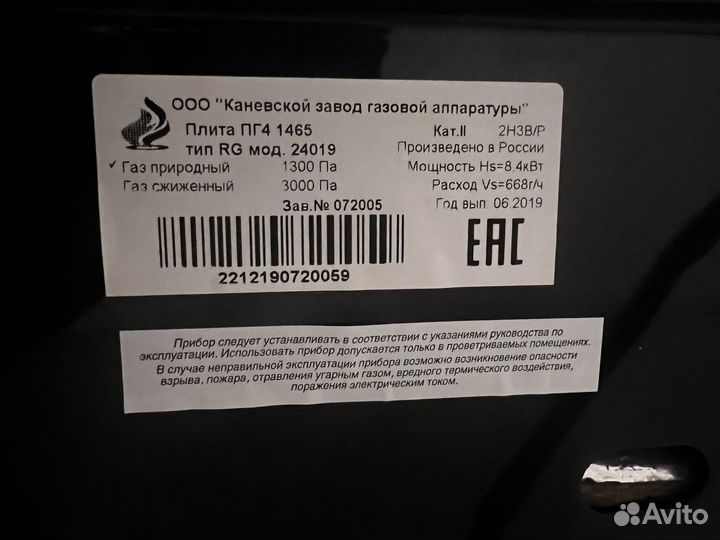 ООО "Каневской завод газовой аппаратуры"
Плита ПГ4 1465 Кат.II 2Н3В/Р
тип RG мод. 24019 Произведено в России
✓ Газ природный 1300 Па Мощность Hs=8.4кВт
Газ сжиженный 3000 Па Расход Vs=668г/ч
Зав.№ 072005 Год вып. 06.2019
EAC
2212190720059
Прибор следует устанавливать в соответствии с указаниями руководства по
эксплуатации. Использовать прибор допускается только в проветриваемых помещениях.
В случае неправильной эксплуатации прибора возможно возникновение опасности
взрыва, пожара, отравления угарным газом, вредного термического воздействия,
поражения электрическим током.
Avito